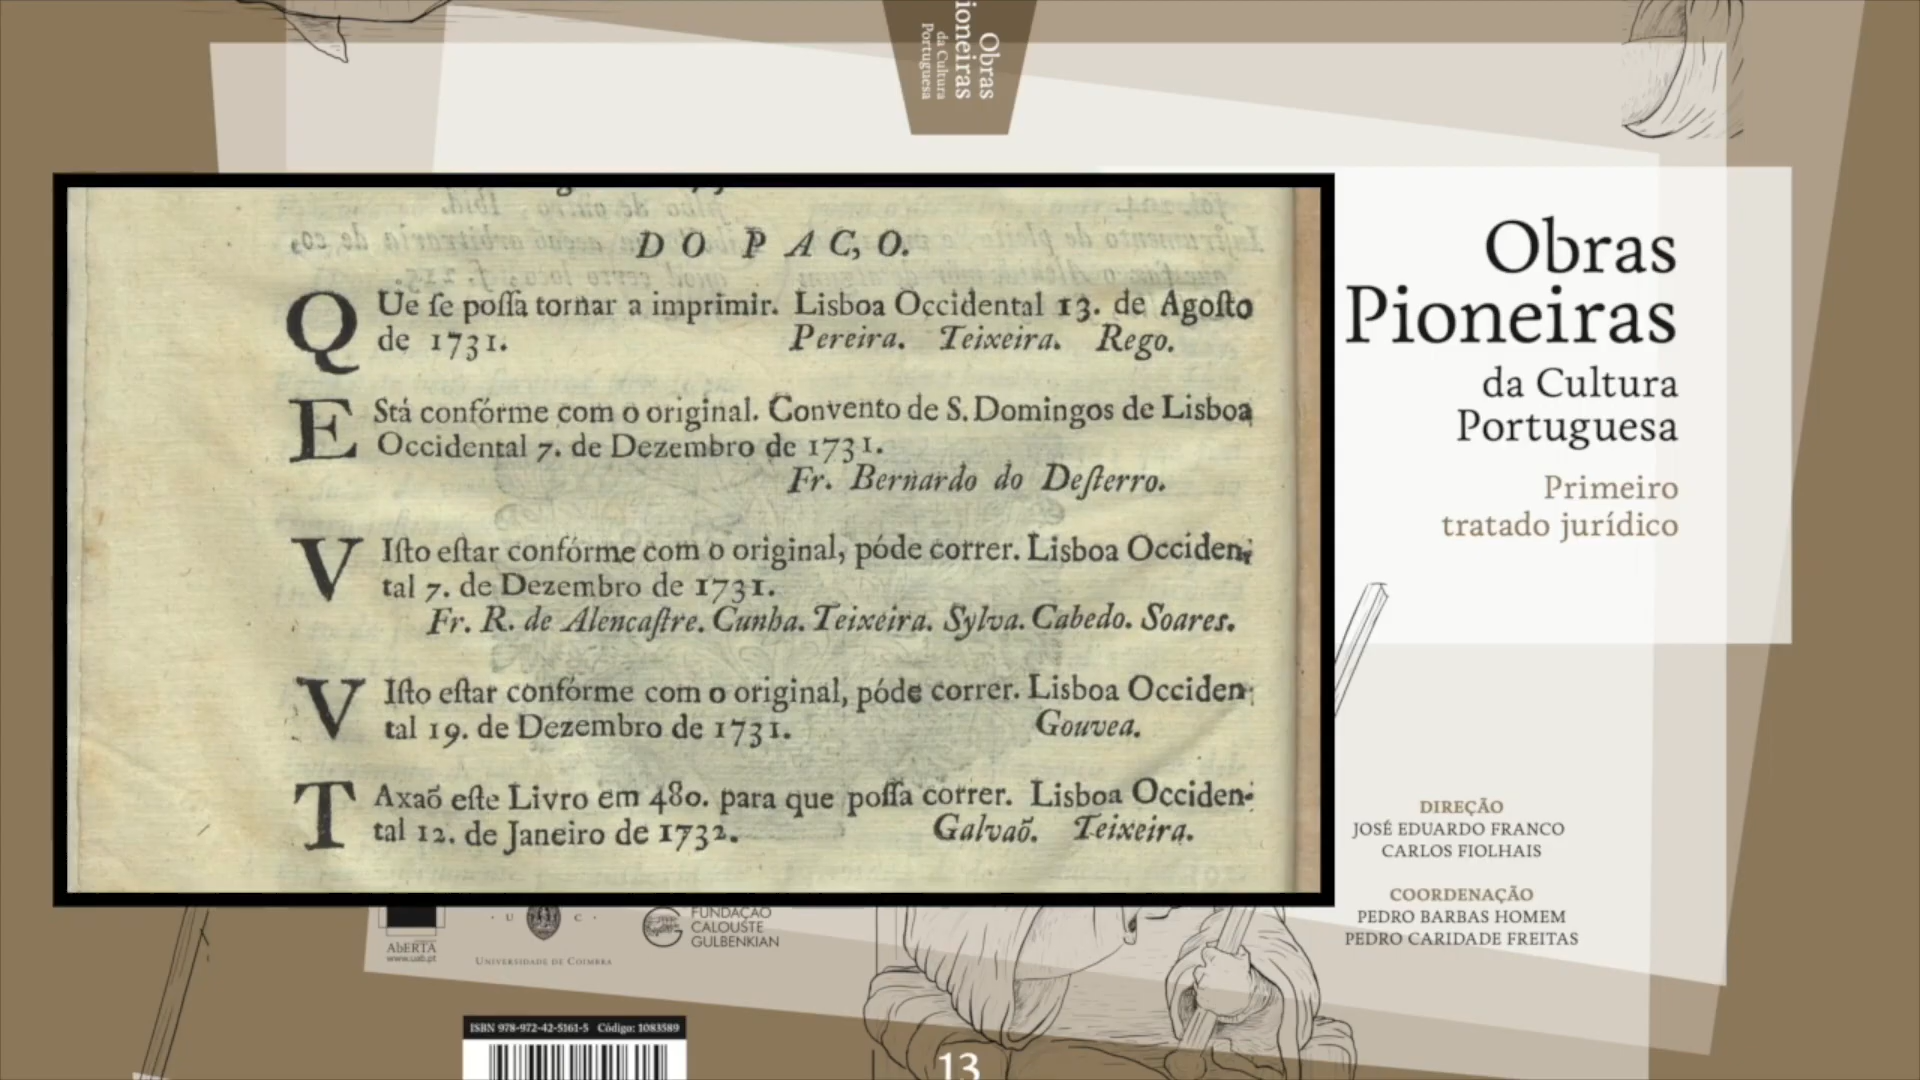 Obras
Pioneiras
da Cultura
Portuguesa
DO PAÇO.
QUe ſe poſſa tornar a imprimir. Lisboa Occidental 13. de Agoſto
de 1731. Pereira. Teixeira. Rego.
EStá confórme com o original. Convento de S. Domingos de Lisboa
Occidental 7. de Dezembro de 1731.
Fr. Bernardo do Deſterro.
VIſto eſtar confórme com o original, póde correr. Lisboa Occiden-
tal 7. de Dezembro de 1731.
Fr. R. de Alencaſtre. Cunha. Teixeira. Sylva. Cabedo. Soares.
VIſto eſtar confórme com o original, póde correr. Lisboa Occiden-
tal 19. de Dezembro de 1731. Gouvea.
TAxaõ eſte Livro em 480. para que poſſa correr. Lisboa Occiden-
tal 12. de Janeiro de 1732. Galvaõ. Teixeira.
Obras
Pioneiras
da Cultura
Portuguesa
Primeiro
tratado jurídico
DIREÇÃO
JOSÉ EDUARDO FRANCO
CARLOS FIOLHAIS
COORDENAÇÃO
PEDRO BARBAS HOMEM
PEDRO CARIDADE FREITAS
AbERTA
www.uab.pt
· U C ·
UNIVERSIDADE DE COIMBRA
FUNDAÇÃO
CALOUSTE
GULBENKIAN
ISBN 978-972-42-5161-5 Código: 1083589
13